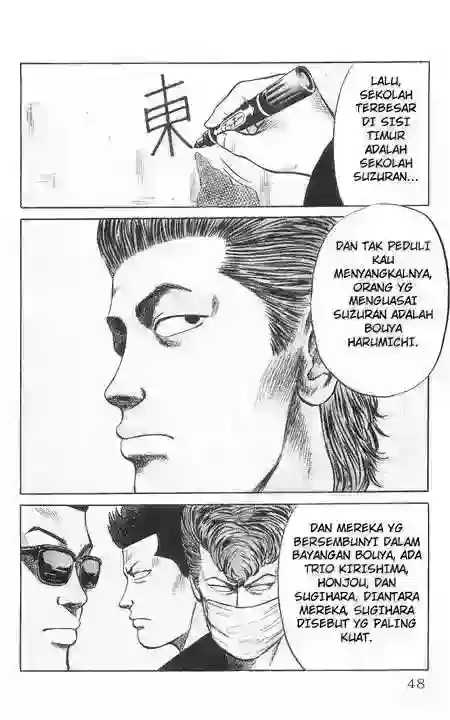 東
LALU,
SEKOLAH
TERBESAR
DI SISI
TIMUR
ADALAH
SEKOLAH
SUZURAN...
DAN TAK PEDULI
KAU
MENYANGKALNYA,
ORANG YG
MENGUASAI
SUZURAN ADALAH
BOUYA
HARUMICHI.
DAN MEREKA YG
BERSEMBUNYI DALAM
BAYANGAN BOUYA, ADA
TRIO KIRISHIMA,
HONJOU, DAN
SUGIHARA, DIANTARA
MEREKA, SUGIHARA
DISEBUT YG PALING
KUAT.
48